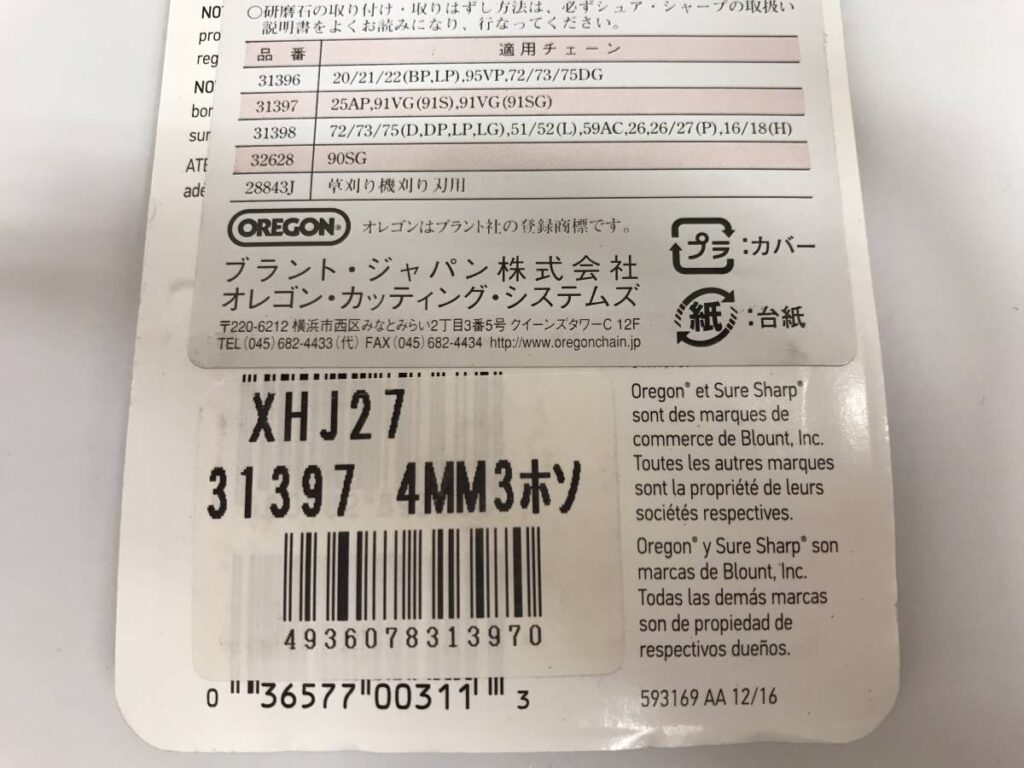 NO
pro
reg
NO
bor
sur
ATE
ade
○研磨石の取り付け・取りはずし方法は、必ずシュア・シャープの取扱い
説明書をよくお読みになり、行なってください。
品 番 適用チェーン
31396 20/21/22(BP,LP),95VP,72/73/75DG
31397 25AP,91VG(91S),91VG(91SG)
31398 72/73/75(D,DP,LP,LG),51/52(L),59AC,26,26/27(P),16/18(H)
32628 90SG
28843J 草刈り機刈り刃用
OREGON® オレゴンはブラント社の登録商標です。
プラ:カバー
ブラント・ジャパン株式会社
オレゴン・カッティング・システムズ
紙:台紙
〒220-6212 横浜市西区みなとみらい2丁目3番5号 クイーンズタワーC 12F
TEL(045)682-4433(代) FAX(045)682-4434 http://www.oregonchain.jp
XHJ27
31397 4MM3ホソ
4936078313970
0 36577 00311 3
Oregon® et Sure Sharp®
sont des marques de
commerce de Blount, Inc.
Toutes les autres marques
sont la propriété de leurs
sociétés respectives.
Oregon® y Sure Sharp® son
marcas de Blount, Inc.
Todas las demás marcas
son de propiedad de
respectivos dueños.
593169 AA 12/16